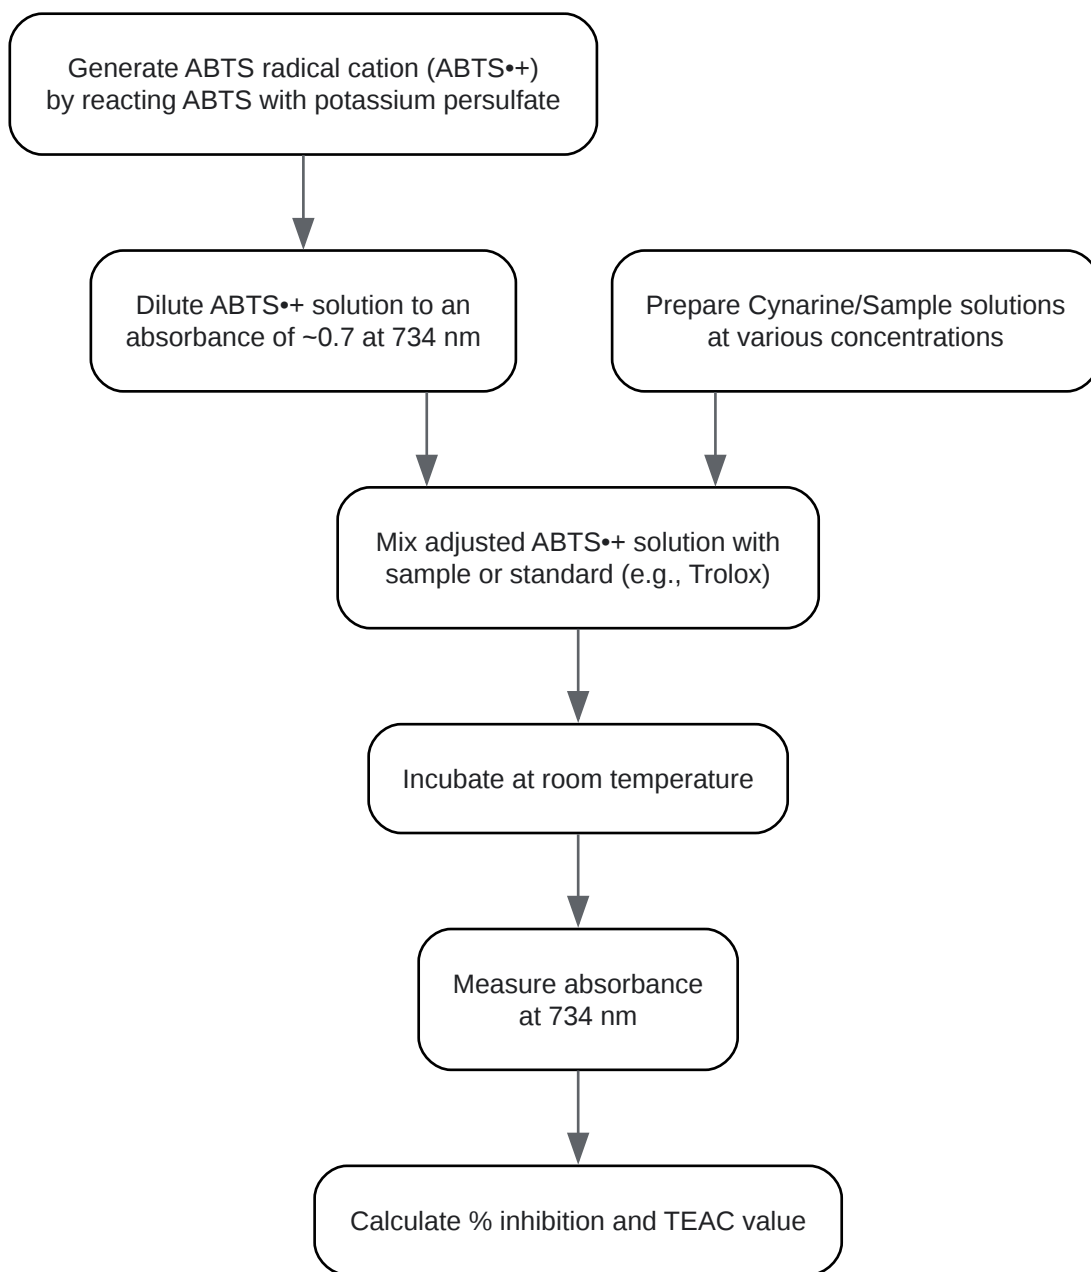 Generate ABTS radical cation (ABTS•+)
by reacting ABTS with potassium persulfate
Dilute ABTS•+ solution to an
absorbance of ~0.7 at 734 nm
Prepare Cynarine/Sample solutions
at various concentrations
Mix adjusted ABTS•+ solution with
sample or standard (e.g., Trolox)
Incubate at room temperature
Measure absorbance
at 734 nm
Calculate % inhibition and TEAC value